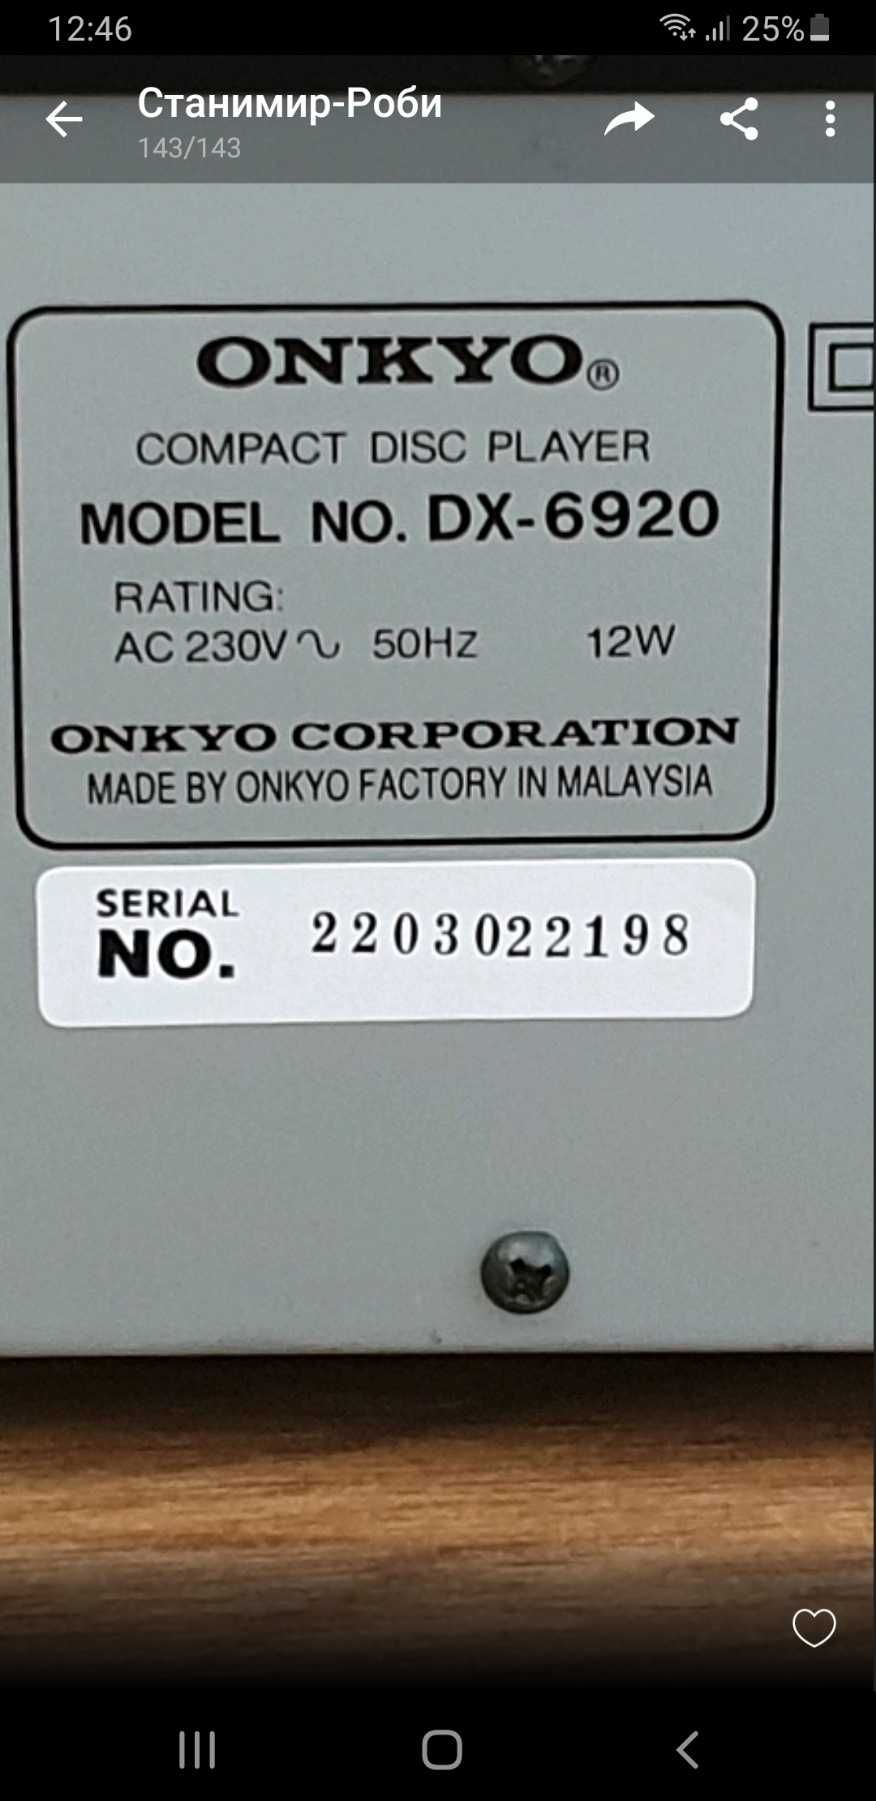 12:46
25%
Станимир-Роби
143/143
ONKYO®
COMPACT DISC PLAYER
MODEL NO. DX-6920
RATING:
AC 230V∿ 50Hz 12W
ONKYO CORPORATION
MADE BY ONKYO FACTORY IN MALAYSIA
SERIAL
NO. 2203022198